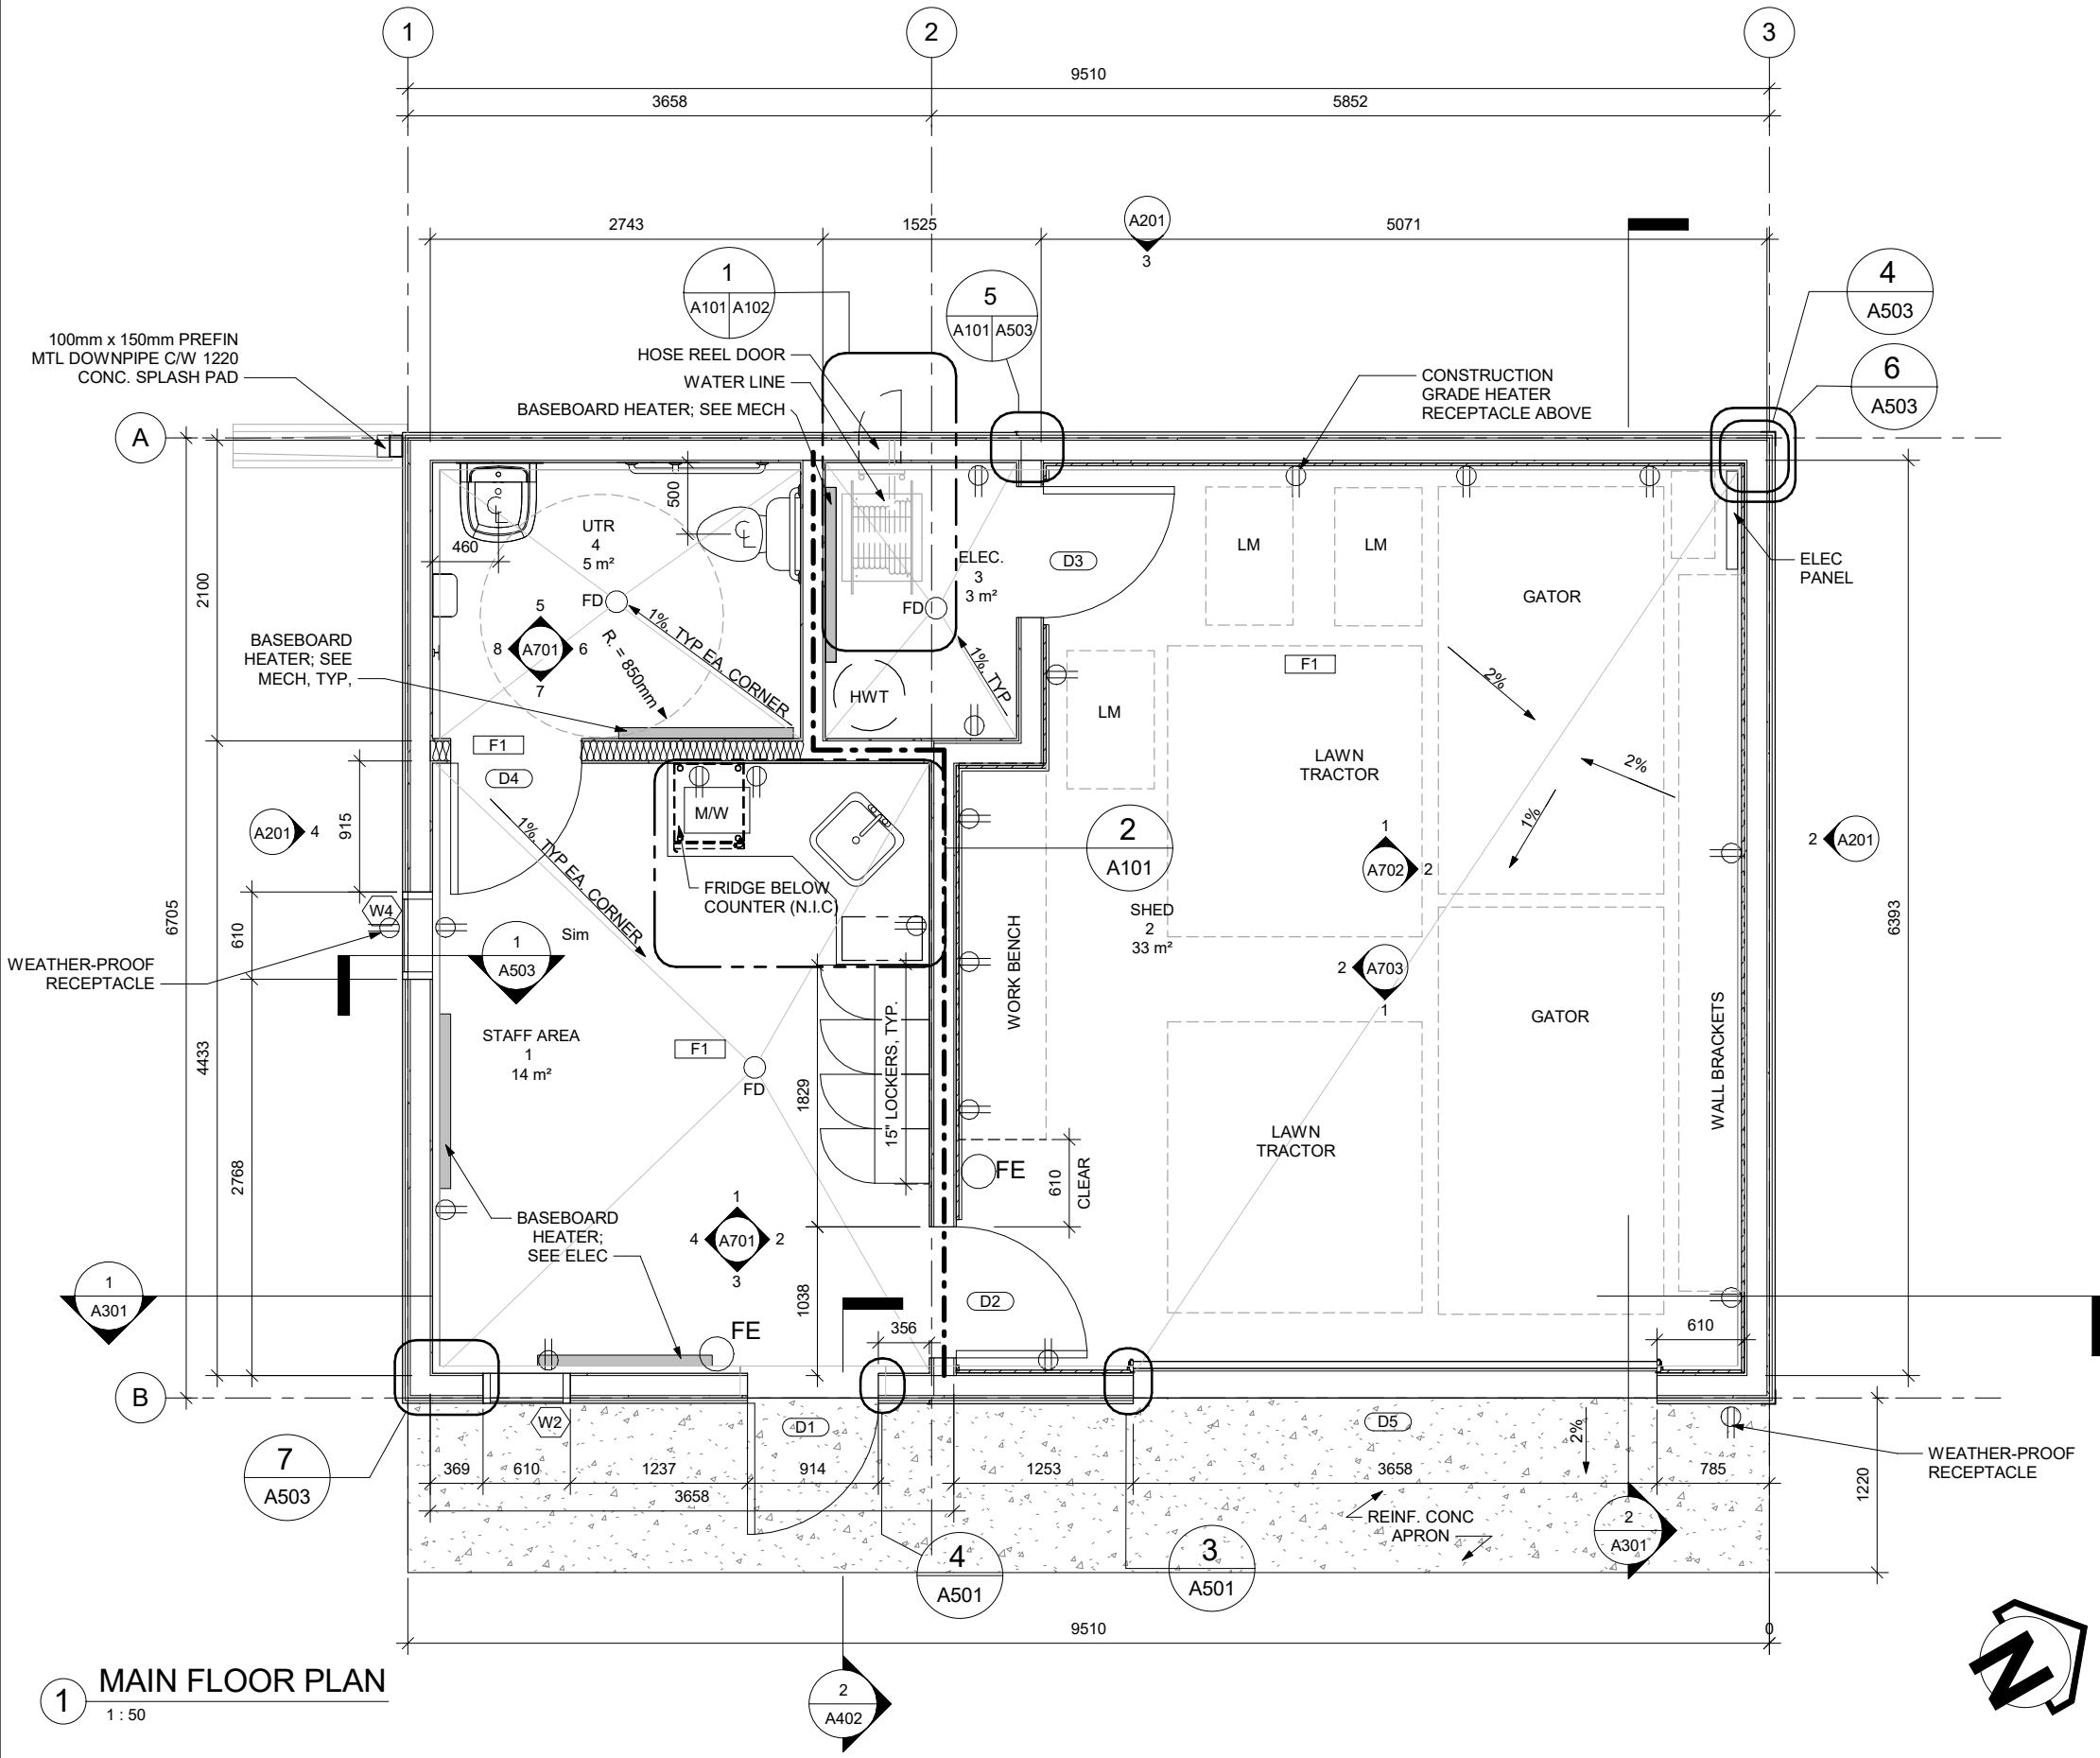 1
2
3
9510
3658
5852
2743
1525
5071
A201
3
1
A101
A102
5
A101
A503
4
A503
6
A503
100mm x 150mm PREFIN
MTL DOWNPIPE C/W 1220
CONC. SPLASH PAD
HOSE REEL DOOR
WATER LINE
BASEBOARD HEATER; SEE MECH
CONSTRUCTION
GRADE HEATER
RECEPTACLE ABOVE
A
500
460
UTR
4
5 m²
FD
CL
CL
ELEC.
3
3 m²
FD
D3
LM
LM
GATOR
ELEC
PANEL
2100
BASEBOARD
HEATER; SEE
MECH, TYP,
5
8
A701
6
7
R. = 850mm
1%, TYP EA. CORNER
1%, TYP
HWT
LM
F1
2%
F1
D4
LAWN
TRACTOR
2%
1%
A201
4
915
M/W
1%, TYP EA. CORNER
FRIDGE BELOW
COUNTER (N.I.C)
2
A101
1
A702
2
2
A201
6705
610
W4
WEATHER-PROOF
RECEPTACLE
1
A503
Sim
WORK BENCH
SHED
2
33 m²
6393
2
A703
1
4433
STAFF AREA
1
14 m²
F1
FD
1829
15" LOCKERS, TYP.
GATOR
WALL BRACKETS
LAWN
TRACTOR
2768
FE
610
CLEAR
BASEBOARD
HEATER;
SEE ELEC
1
4
A701
2
3
1038
1
A301
D2
FE
356
610
B
W2
D1
D5
2%
7
A503
369
610
1237
914
1253
3658
785
3658
WEATHER-PROOF
RECEPTACLE
1220
REINF. CONC
APRON
2
A301
4
A501
3
A501
9510
0
2
A402
N
1
MAIN FLOOR PLAN
1 : 50